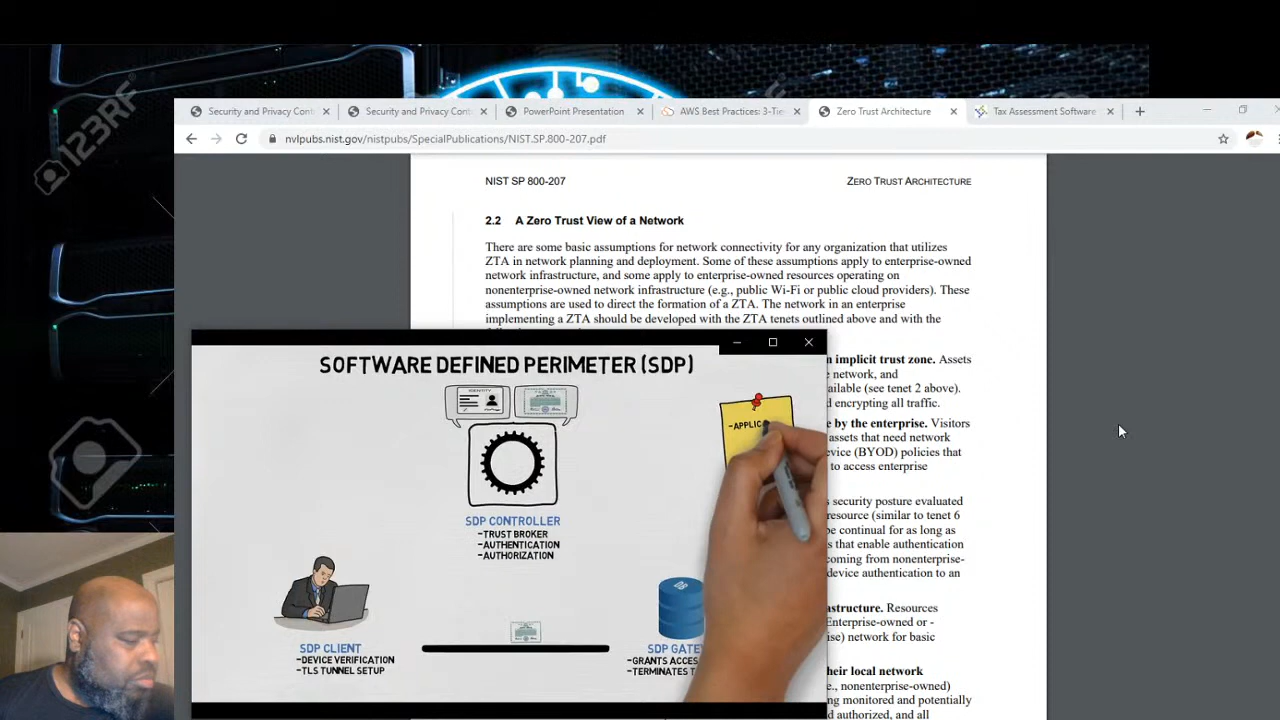 123RF
123RF
Security and Privacy Cont
Security and Privacy Cont
PowerPoint Presentation
AWS Best Practices: 3-Tie
Zero Trust Architecture
Tax Assessment Software
nvlpubs.nist.gov/nistpubs/SpecialPublications/NIST.SP.800-207.pdf
NIST SP 800-207
ZERO TRUST ARCHITECTURE
2.2 A Zero Trust View of a Network
There are some basic assumptions for network connectivity for any organization that utilizes
ZTA in network planning and deployment. Some of these assumptions apply to enterprise-owned
network infrastructure, and some apply to enterprise-owned resources operating on
nonenterprise-owned network infrastructure (e.g., public Wi-Fi or public cloud providers). These
assumptions are used to direct the formation of a ZTA. The network in an enterprise
implementing a ZTA should be developed with the ZTA tenets outlined above and with the
n implicit trust zone. Assets
e network, and
ailable (see tenet 2 above).
d encrypting all traffic.
e by the enterprise. Visitors
assets that need network
evice (BYOD) policies that
to access enterprise
s security posture evaluated
resource (similar to tenet 6
be continual for as long as
s that enable authentication
coming from nonenterprise-
device authentication to an
astructure. Resources
Enterprise-owned or -
ise) network for basic
heir local network
e., nonenterprise-owned)
ng monitored and potentially
d authorized, and all
SOFTWARE DEFINED PERIMETER (SDP)
IDENTITY
-APPLIC
SDP CONTROLLER
-TRUST BROKER
-AUTHENTICATION
-AUTHORIZATION
SDP CLIENT
-DEVICE VERIFICATION
-TLS TUNNEL SETUP
SDP GATE
-GRANTS ACCES
-TERMINATES T